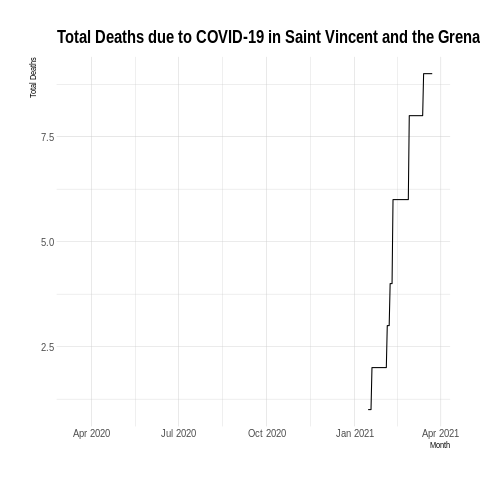 Total Deaths due to COVID-19 in Saint Vincent and the Grena
Total Deaths
7.5
5.0
2.5
Apr 2020 Jul 2020 Oct 2020 Jan 2021 Apr 2021
Month